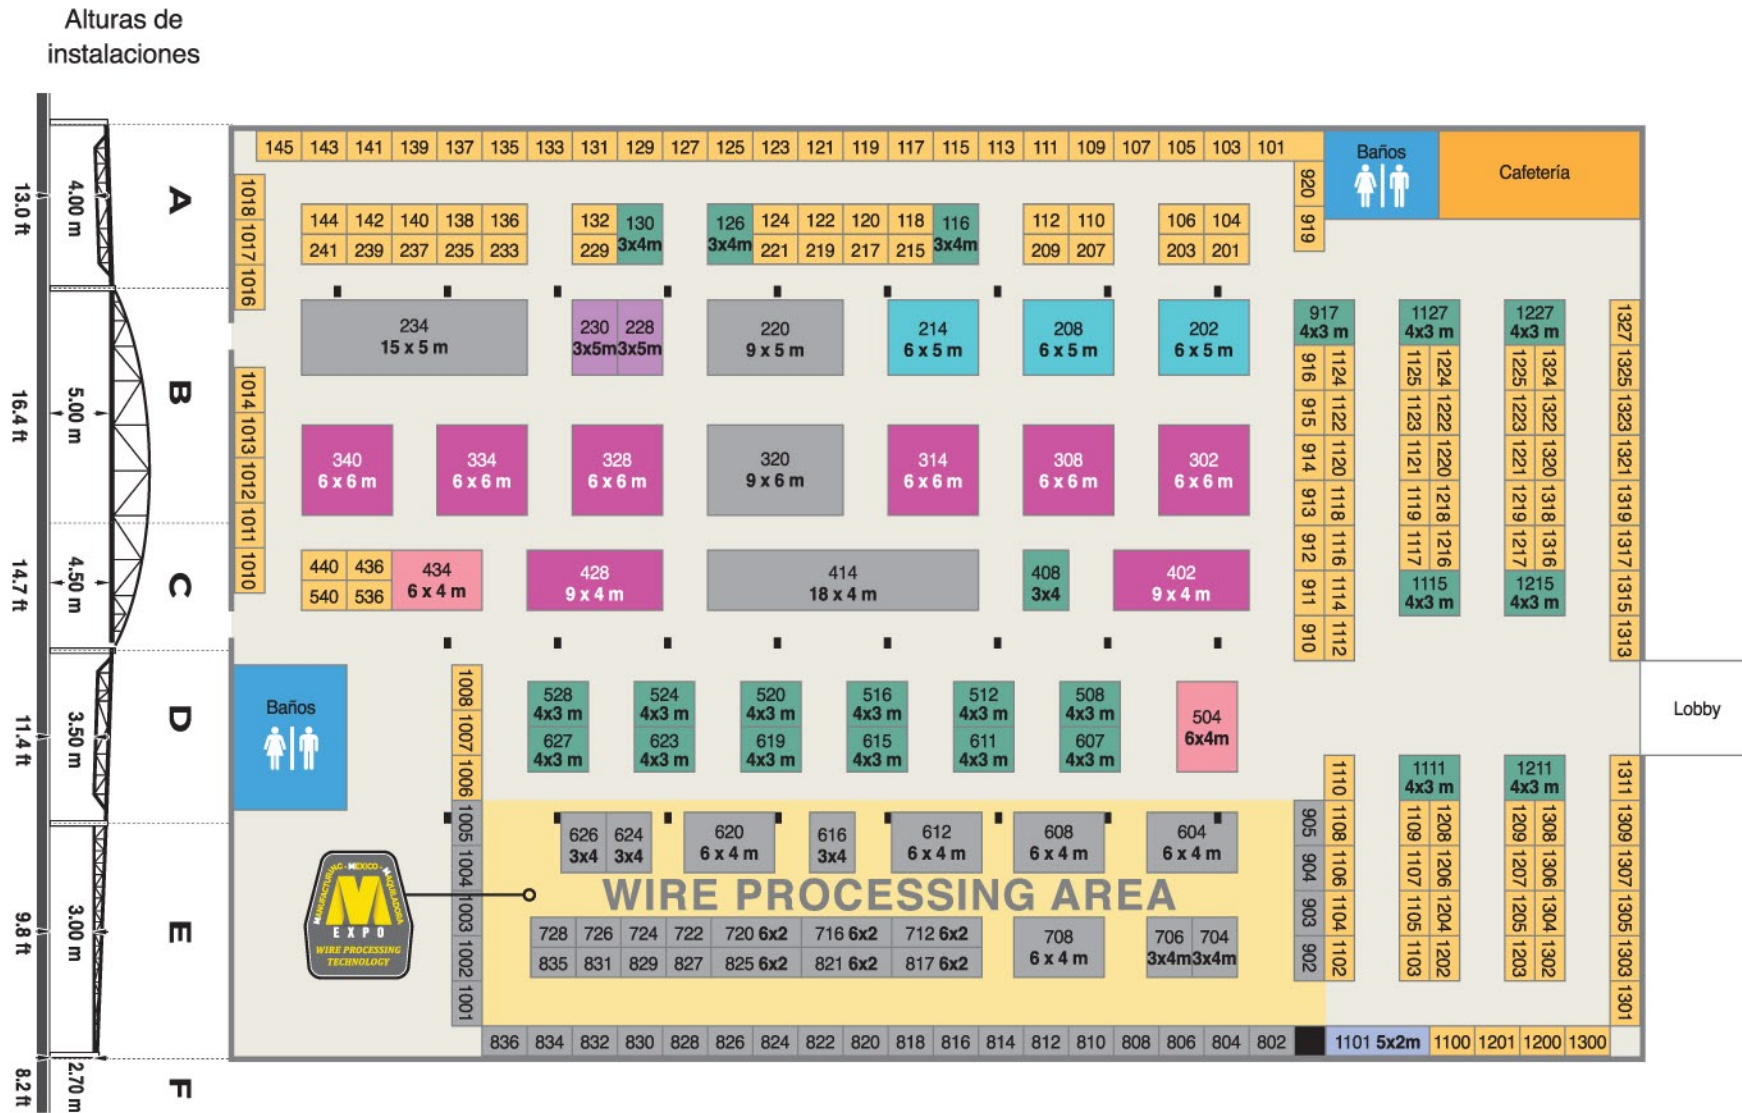 Alturas de
instalaciones
A
B
C
D
E
F
4.00 m
13.0 ft
5.00 m
16.4 ft
4.50 m
14.7 ft
3.50 m
11.4 ft
3.00 m
9.8 ft
2.70 m
8.2 ft
145 143 141 139 137 135 133 131 129 127 125 123 121 119 117 115 113 111 109 107 105 103 101
Baños
Cafetería
920
919
1018
1017
1016
144 142 140 138 136
241 239 237 235 233
132 130
229 3x4m
126 124 122 120 118 116
3x4m 221 219 217 215 3x4m
112 110
209 207
106 104
203 201
234
15 x 5 m
230 228
3x5m 3x5m
220
9 x 5 m
214
6 x 5 m
208
6 x 5 m
202
6 x 5 m
1014
1013
1012
1011
1010
340
6 x 6 m
334
6 x 6 m
328
6 x 6 m
320
9 x 6 m
314
6 x 6 m
308
6 x 6 m
302
6 x 6 m
440 436
540 536
434
6 x 4 m
428
9 x 4 m
414
18 x 4 m
408
3x4
402
9 x 4 m
917
4x3 m
916 1124
915 1122
914 1120
913 1118
912 1116
911 1114
910 1112
1127
4x3 m
1125 1224
1123 1222
1121 1220
1119 1218
1117 1216
1115
4x3 m
1227
4x3 m
1225 1324
1223 1322
1221 1320
1219 1318
1217 1316
1215
4x3 m
1327
1325
1323
1321
1319
1317
1315
1313
Lobby
Baños
1008
1007
1006
1005
1004
1003
1002
1001
528
4x3 m
627
4x3 m
524
4x3 m
623
4x3 m
520
4x3 m
619
4x3 m
516
4x3 m
615
4x3 m
512
4x3 m
611
4x3 m
508
4x3 m
607
4x3 m
504
6x4m
626 624
3x4 3x4
620
6 x 4 m
616
3x4
612
6 x 4 m
608
6 x 4 m
604
6 x 4 m
WIRE PROCESSING AREA
MANUFACTURING - MEXICO - MAQUILADORA
M
EXPO
WIRE PROCESSING
TECHNOLOGY
728 726 724 722 720 6x2 716 6x2 712 6x2
835 831 829 827 825 6x2 821 6x2 817 6x2
708
6 x 4 m
706 704
3x4m 3x4m
905
904
903
902
1110
1108
1106
1104
1102
1111
4x3 m
1109 1208
1107 1206
1105 1204
1103 1202
1211
4x3 m
1209 1308
1207 1306
1205 1304
1203 1302
1311
1309
1307
1305
1303
1301
836 834 832 830 828 826 824 822 820 818 816 814 812 810 808 806 804 802
1101 5x2m 1100 1201 1200 1300